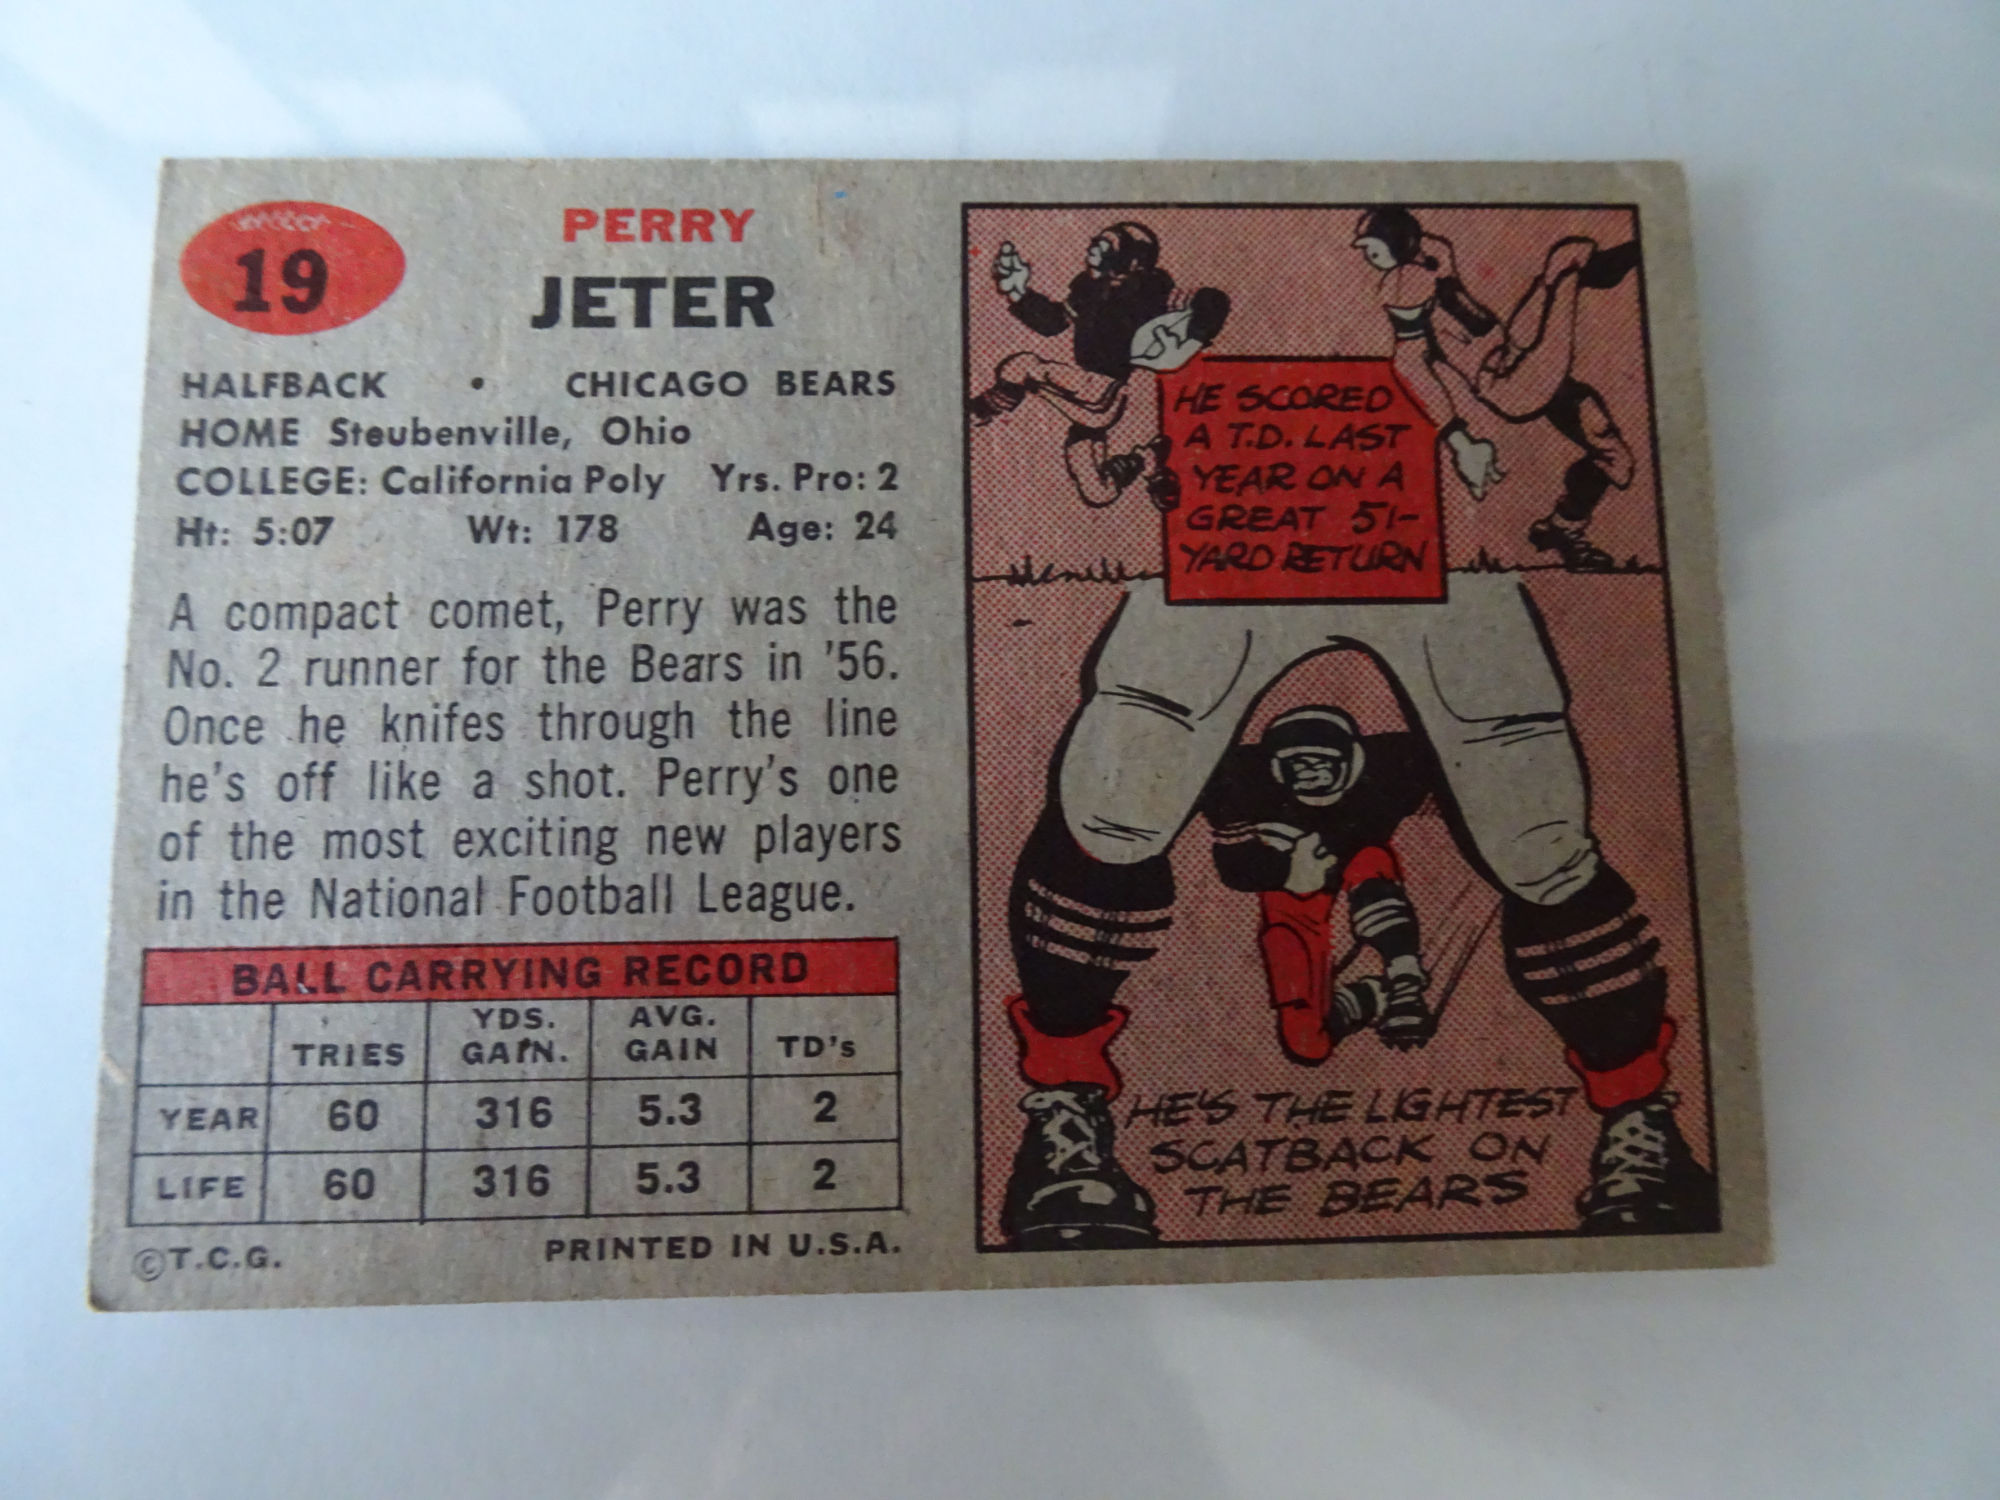 19
PERRY
JETER
HALFBACK • CHICAGO BEARS
HOME Steubenville, Ohio
COLLEGE: California Poly Yrs. Pro: 2
Ht: 5:07 Wt: 178 Age: 24
A compact comet, Perry was the
No. 2 runner for the Bears in '56.
Once he knifes through the line
he's off like a shot. Perry's one
of the most exciting new players
in the National Football League.
BALL CARRYING RECORD
TRIES YDS. GAIN. AVG. GAIN TD's
YEAR 60 316 5.3 2
LIFE 60 316 5.3 2
©T.C.G. PRINTED IN U.S.A.
HE SCORED
A T.D. LAST
YEAR ON A
GREAT 51-
YARD RETURN
HE'S THE LIGHTEST
SCATBACK ON
THE BEARS